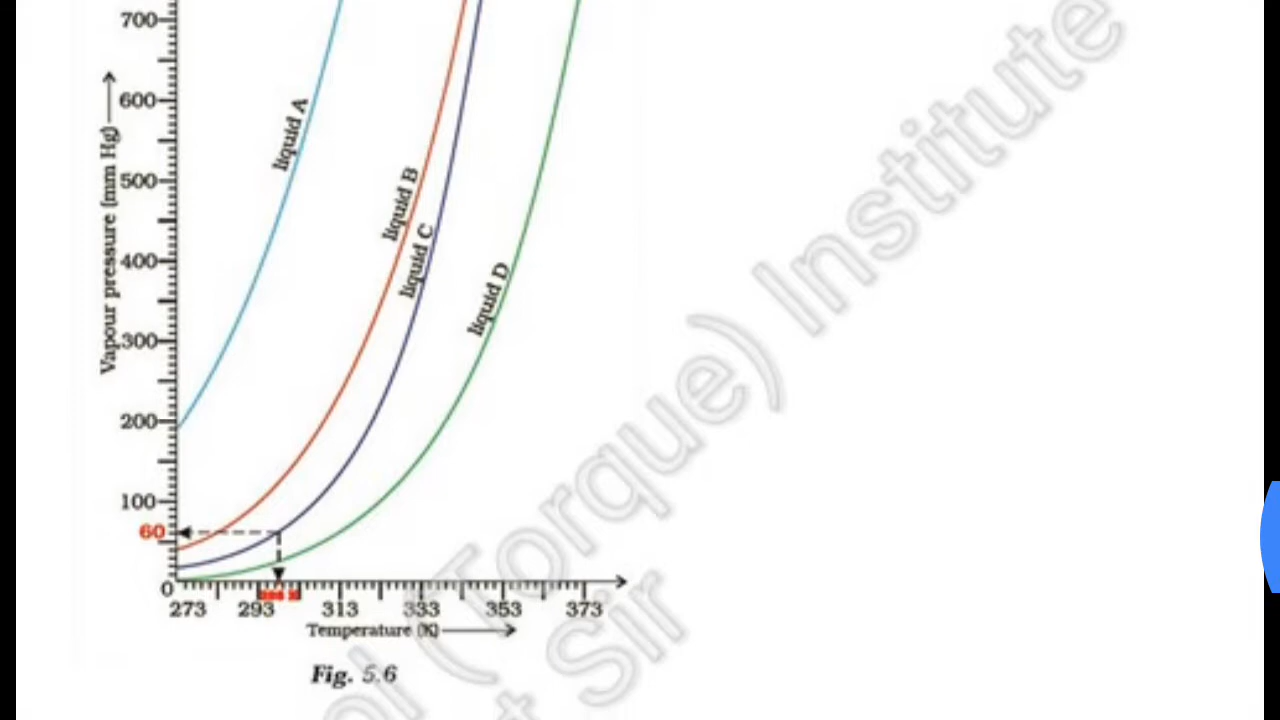 700
600
500
400
300
200
100
60
0
Vapour pressure (mm Hg)
liquid A
liquid B
liquid C
liquid D
273 293 313 333 353 373
Temperature (K)
Fig. 5.6
(Torque) Institute
Sir